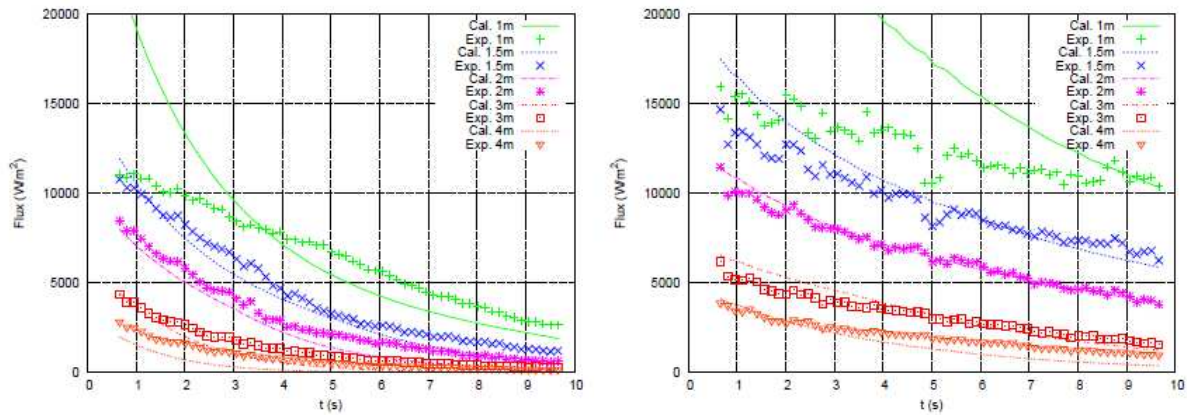 20000
15000
10000
5000
0
Flux (Wm²)
0 1 2 3 4 5 6 7 8 9 10
t (s)
Cal. 1m
Exp. 1m
Cal. 1.5m
Exp. 1.5m
Cal. 2m
Exp. 2m
Cal. 3m
Exp. 3m
Cal. 4m
Exp. 4m
20000
15000
10000
5000
0
Flux (Wm²)
0 1 2 3 4 5 6 7 8 9 10
t (s)
Cal. 1m
Exp. 1m
Cal. 1.5m
Exp. 1.5m
Cal. 2m
Exp. 2m
Cal. 3m
Exp. 3m
Cal. 4m
Exp. 4m